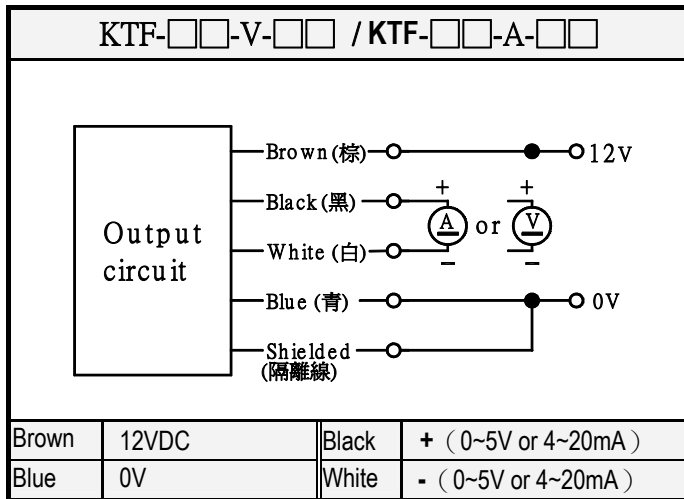 KTF-□□-V-□□ / KTF-□□-A-□□
Brown(棕) 12V
Black(黑) + +
Output circuit
A or V
White(白) - -
Blue (青) 0V
Shielded
(隔離線)
Brown 12VDC Black + (0~5V or 4~20mA)
Blue 0V White - (0~5V or 4~20mA)